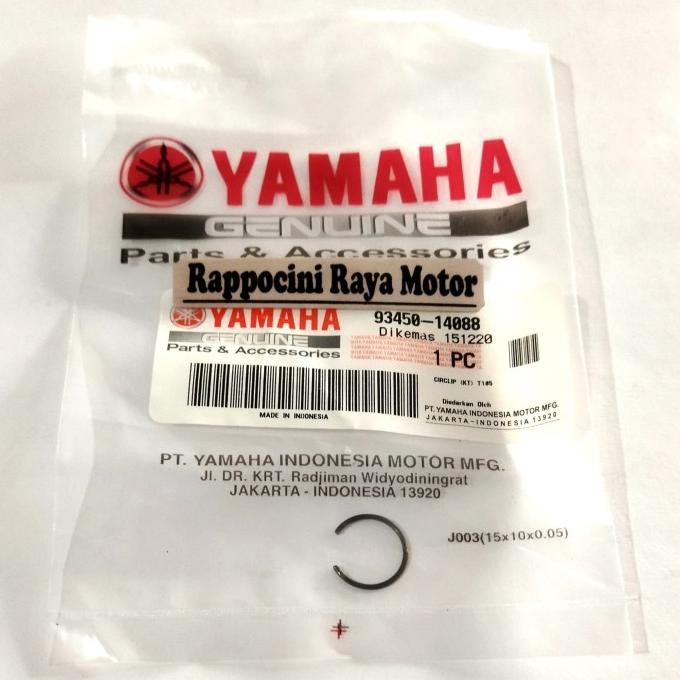 YAMAHA
GENUINE
Parts & Accessories
Rappocini Raya Motor
YAMAHA 93450-14088
GENUINE Dikemas 151220
Parts & Accessories 1 PC
CIRCLIP (KT) T105
Diedarkan Oleh
PT. YAMAHA INDONESIA MOTOR MFG.
JAKARTA-INDONESIA 13920
MADE IN INDONESIA
PT. YAMAHA INDONESIA MOTOR MFG.
Jl. DR. KRT. Radjiman Widyodiningrat
JAKARTA - INDONESIA 13920
J003(15x10x0.05)